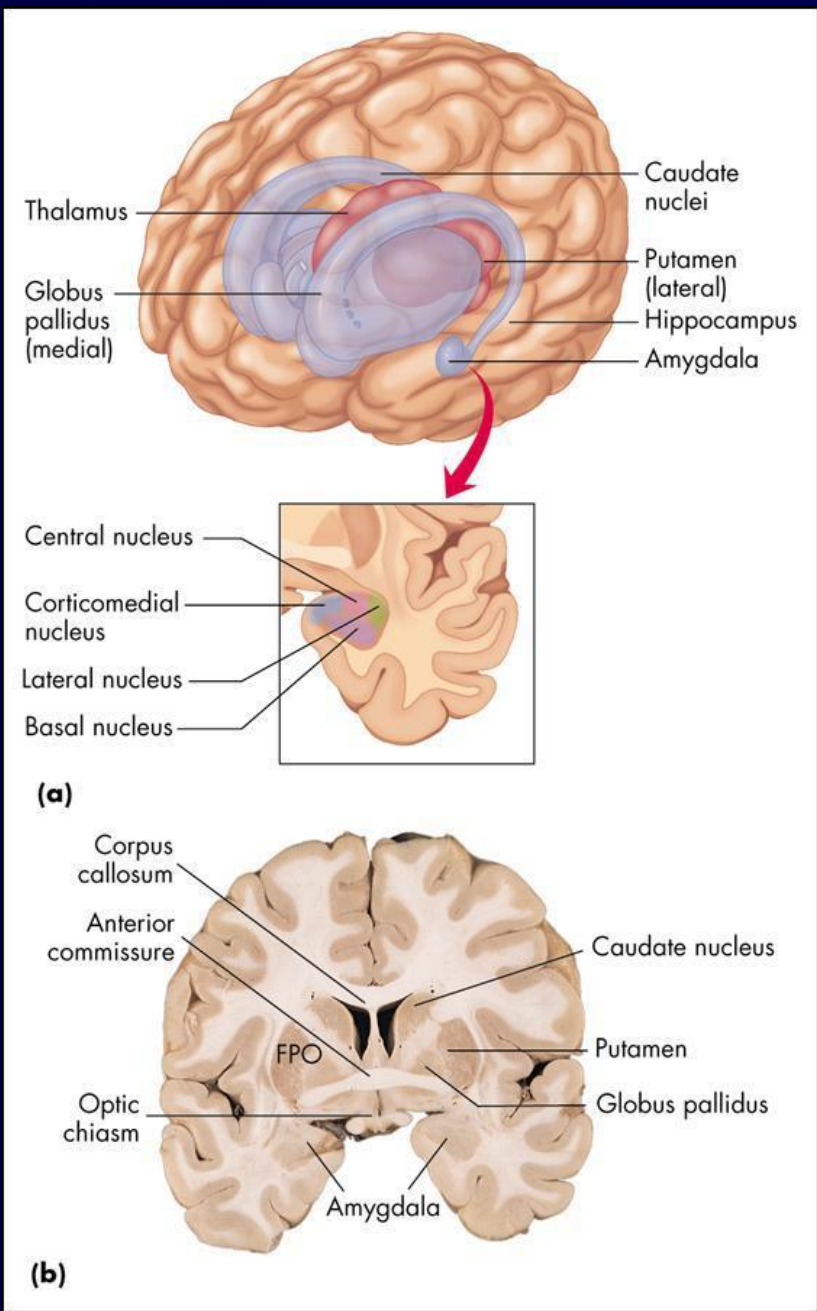 Caudate
nuclei
Thalamus
Putamen
(lateral)
Globus
pallidus
(medial)
Hippocampus
Amygdala
Central nucleus
Corticomedial
nucleus
Lateral nucleus
Basal nucleus
(a)
Corpus
callosum
Anterior
commissure
Caudate nucleus
FPO
Putamen
Globus pallidus
Optic
chiasm
Amygdala
(b)